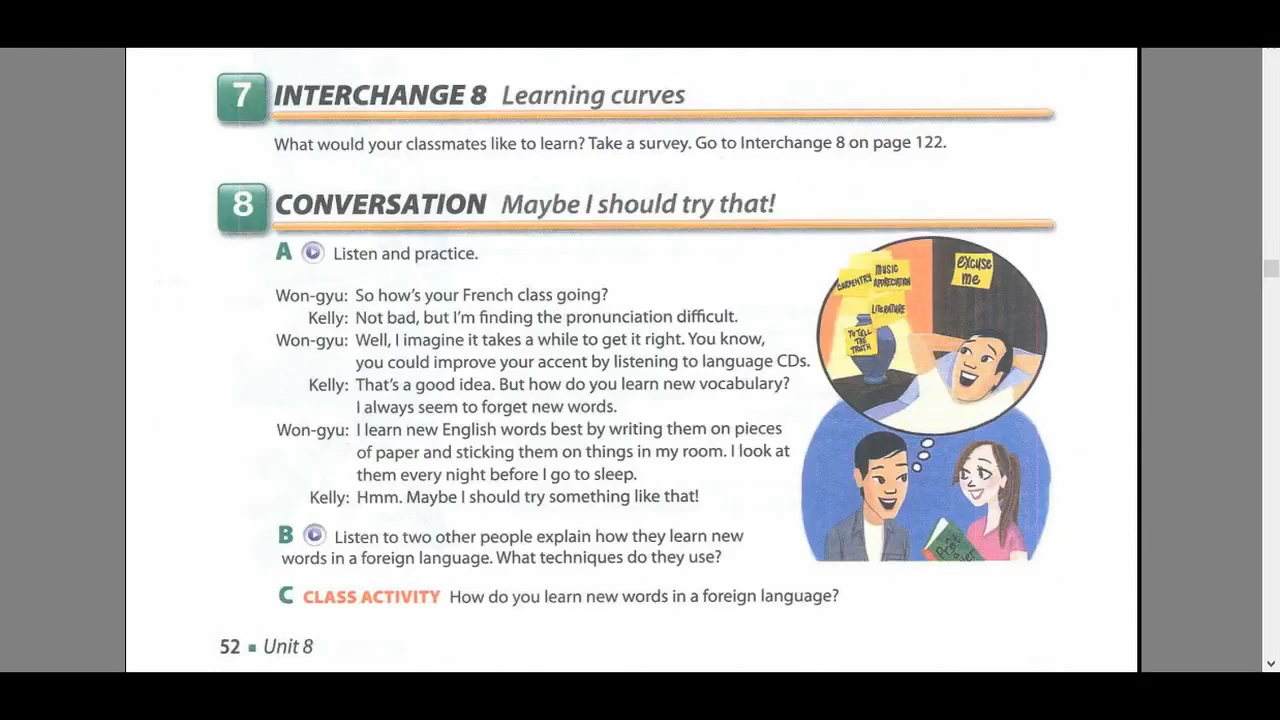 7 INTERCHANGE 8 Learning curves
What would your classmates like to learn? Take a survey. Go to Interchange 8 on page 122.
8 CONVERSATION Maybe I should try that!
A Listen and practice.
Won-gyu: So how's your French class going?
Kelly: Not bad, but I'm finding the pronunciation difficult.
Won-gyu: Well, I imagine it takes a while to get it right. You know,
you could improve your accent by listening to language CDs.
Kelly: That's a good idea. But how do you learn new vocabulary?
I always seem to forget new words.
Won-gyu: I learn new English words best by writing them on pieces
of paper and sticking them on things in my room. I look at
them every night before I go to sleep.
Kelly: Hmm. Maybe I should try something like that!
CARPENTRY
MUSIC
APPRECIATION
LITERATURE
TO TELL
THE
TRUTH
excuse
me
B Listen to two other people explain how they learn new
words in a foreign language. What techniques do they use?
C CLASS ACTIVITY How do you learn new words in a foreign language?
52 ▪ Unit 8